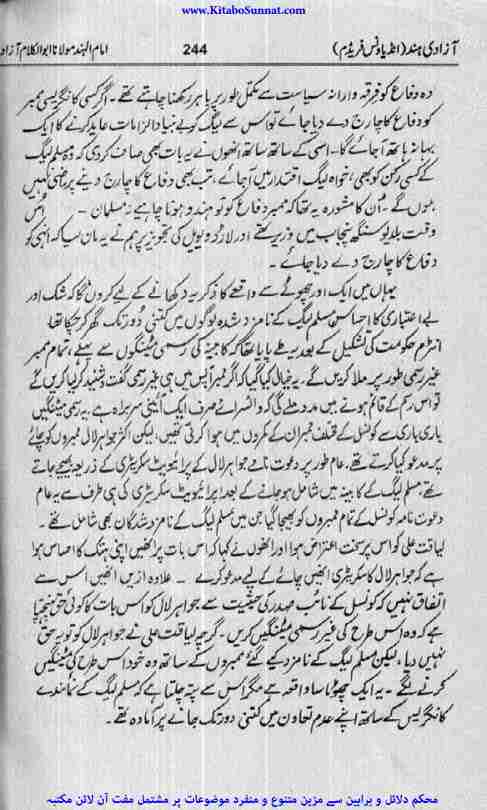 www.KitaboSunnat.com
آزادی ہند (انڈیا ونس فریڈم) 244 امام الہند مولانا ابوالکلام آزاد
وہ دفاع کو فرقہ وارانہ سیاست سے مکمل طور پر باہر رکھنا چاہتے تھے۔ اگر کسی کانگریسی ممبر
کو دفاع کا چارج دے دیا جائے تو اس سے لیگ کو بے بنیاد الزامات عاید کرنے کا ایک
بہانہ ہاتھ آ جائے گا۔ اسی کے ساتھ ساتھ انھوں نے یہ بات بھی صاف کر دی کہ وہ مسلم لیگ
کے کسی رکن کو بھی، خواہ لیگ اقتدار میں آ جائے، تب بھی دفاع کا چارج دینے پر راضی نہیں
ہوں گے۔ ان کا مشورہ یہ تھا کہ ممبر دفاع کو تو ہندو ہونا چاہیے نہ مسلمان۔ اس
وقت بلدیو سنگھ پنجاب میں وزیر تھے اور لارڈ ویول کی تجویز پر ہم نے یہ مان لیا کہ انہی کو
دفاع کا چارج دے دیا جائے۔
یہاں میں ایک اور چھوٹے سے واقعے کا ذکر یہ دکھانے کے لیے کروں گا کہ شک اور
بے اعتباری کا احساس مسلم لیگ کے نامزد شدہ لوگوں میں کتنی دور تک گھر کر چکا تھا
انٹرم حکومت کی تشکیل کے بعد یہ طے پایا تھا کہ کابینہ کی رسمی میٹنگوں سے پہلے، تمام ممبر
غیر رسمی طور پر ملا کریں گے۔ یہ خیال کیا گیا کہ اگر ممبر آپس میں ہی غیر رسمی گفت و شنید کر لیا کریں گے
تو اس رسم کے قائم ہونے میں مدد ملے گی کہ وائسرائے صرف ایک آئینی سربراہ ہے۔ یہ رسمی میٹنگیں
باری باری سے کونسل کے مختلف ممبران کے کمروں میں ہوا کرتی تھیں، لیکن اکثر جواہر لال ممبروں کو چائے
پر مدعو کیا کرتے تھے۔ عام طور پر دعوت نامے جواہر لال کے پرائیویٹ سکریٹری کے ذریعہ بھیجے جاتے
تھے، مسلم لیگ کے کابینہ میں شامل ہو جانے کے بعد، پرائیویٹ سکریٹری کی ہی طرف سے یہ عام
دعوت نامہ کونسل کے تمام ممبروں کو بھیجا گیا جن میں مسلم لیگ کے نامزد شدگان بھی شامل تھے۔
لیاقت علی کو اس پر سخت اعتراض ہوا اور انھوں نے کہا کہ اس بات پر انھیں اپنی ہتک کا احساس ہوا
ہے کہ جواہر لال کا سکریٹری انھیں چائے کے لیے مدعو کرے۔ علاوہ ازیں انھیں اس سے
اتفاق نہیں کہ کونسل کے نائب صدر کی حیثیت سے جواہر لال کو اس بات کا کوئی حق پہنچتا
ہے کہ وہ اس طرح کی غیر رسمی میٹنگیں کریں۔ گرچہ لیاقت علی نے جواہر لال کو تو یہ حق
نہیں دیا، لیکن مسلم لیگ کے نامزد کیے گئے ممبروں کے ساتھ وہ خود اس طرح کی میٹنگیں
کرنے لگے۔ یہ ایک چھوٹا سا واقعہ ہے مگر اس سے پتہ چلتا ہے کہ مسلم لیگ کے نمائندے
کانگریس کے ساتھ اپنے عدم تعاون میں کتنی دور تک جانے پر آمادہ تھے۔
محکم دلائل و براہین سے مزین متنوع و منفرد موضوعات پر مشتمل مفت آن لائن مکتبہ